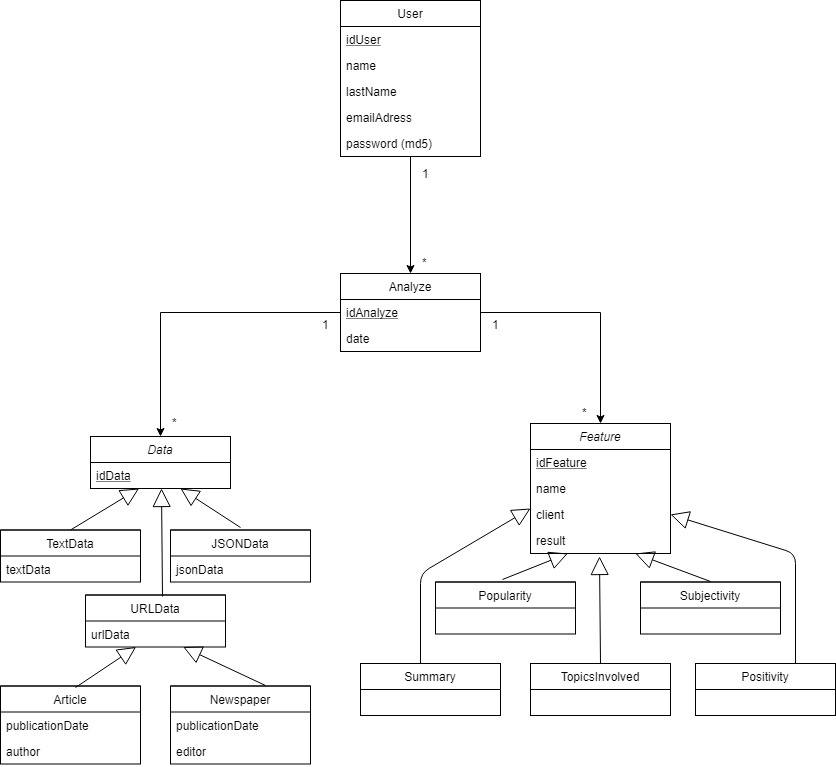 User
idUser
name
lastName
emailAdress
password (md5)
1
*
Analyze
idAnalyze
date
1
1
*
*
Data
idData
Feature
idFeature
name
client
result
TextData
textData
JSONData
jsonData
URLData
urlData
Popularity
Subjectivity
Summary
TopicsInvolved
Positivity
Article
publicationDate
author
Newspaper
publicationDate
editor